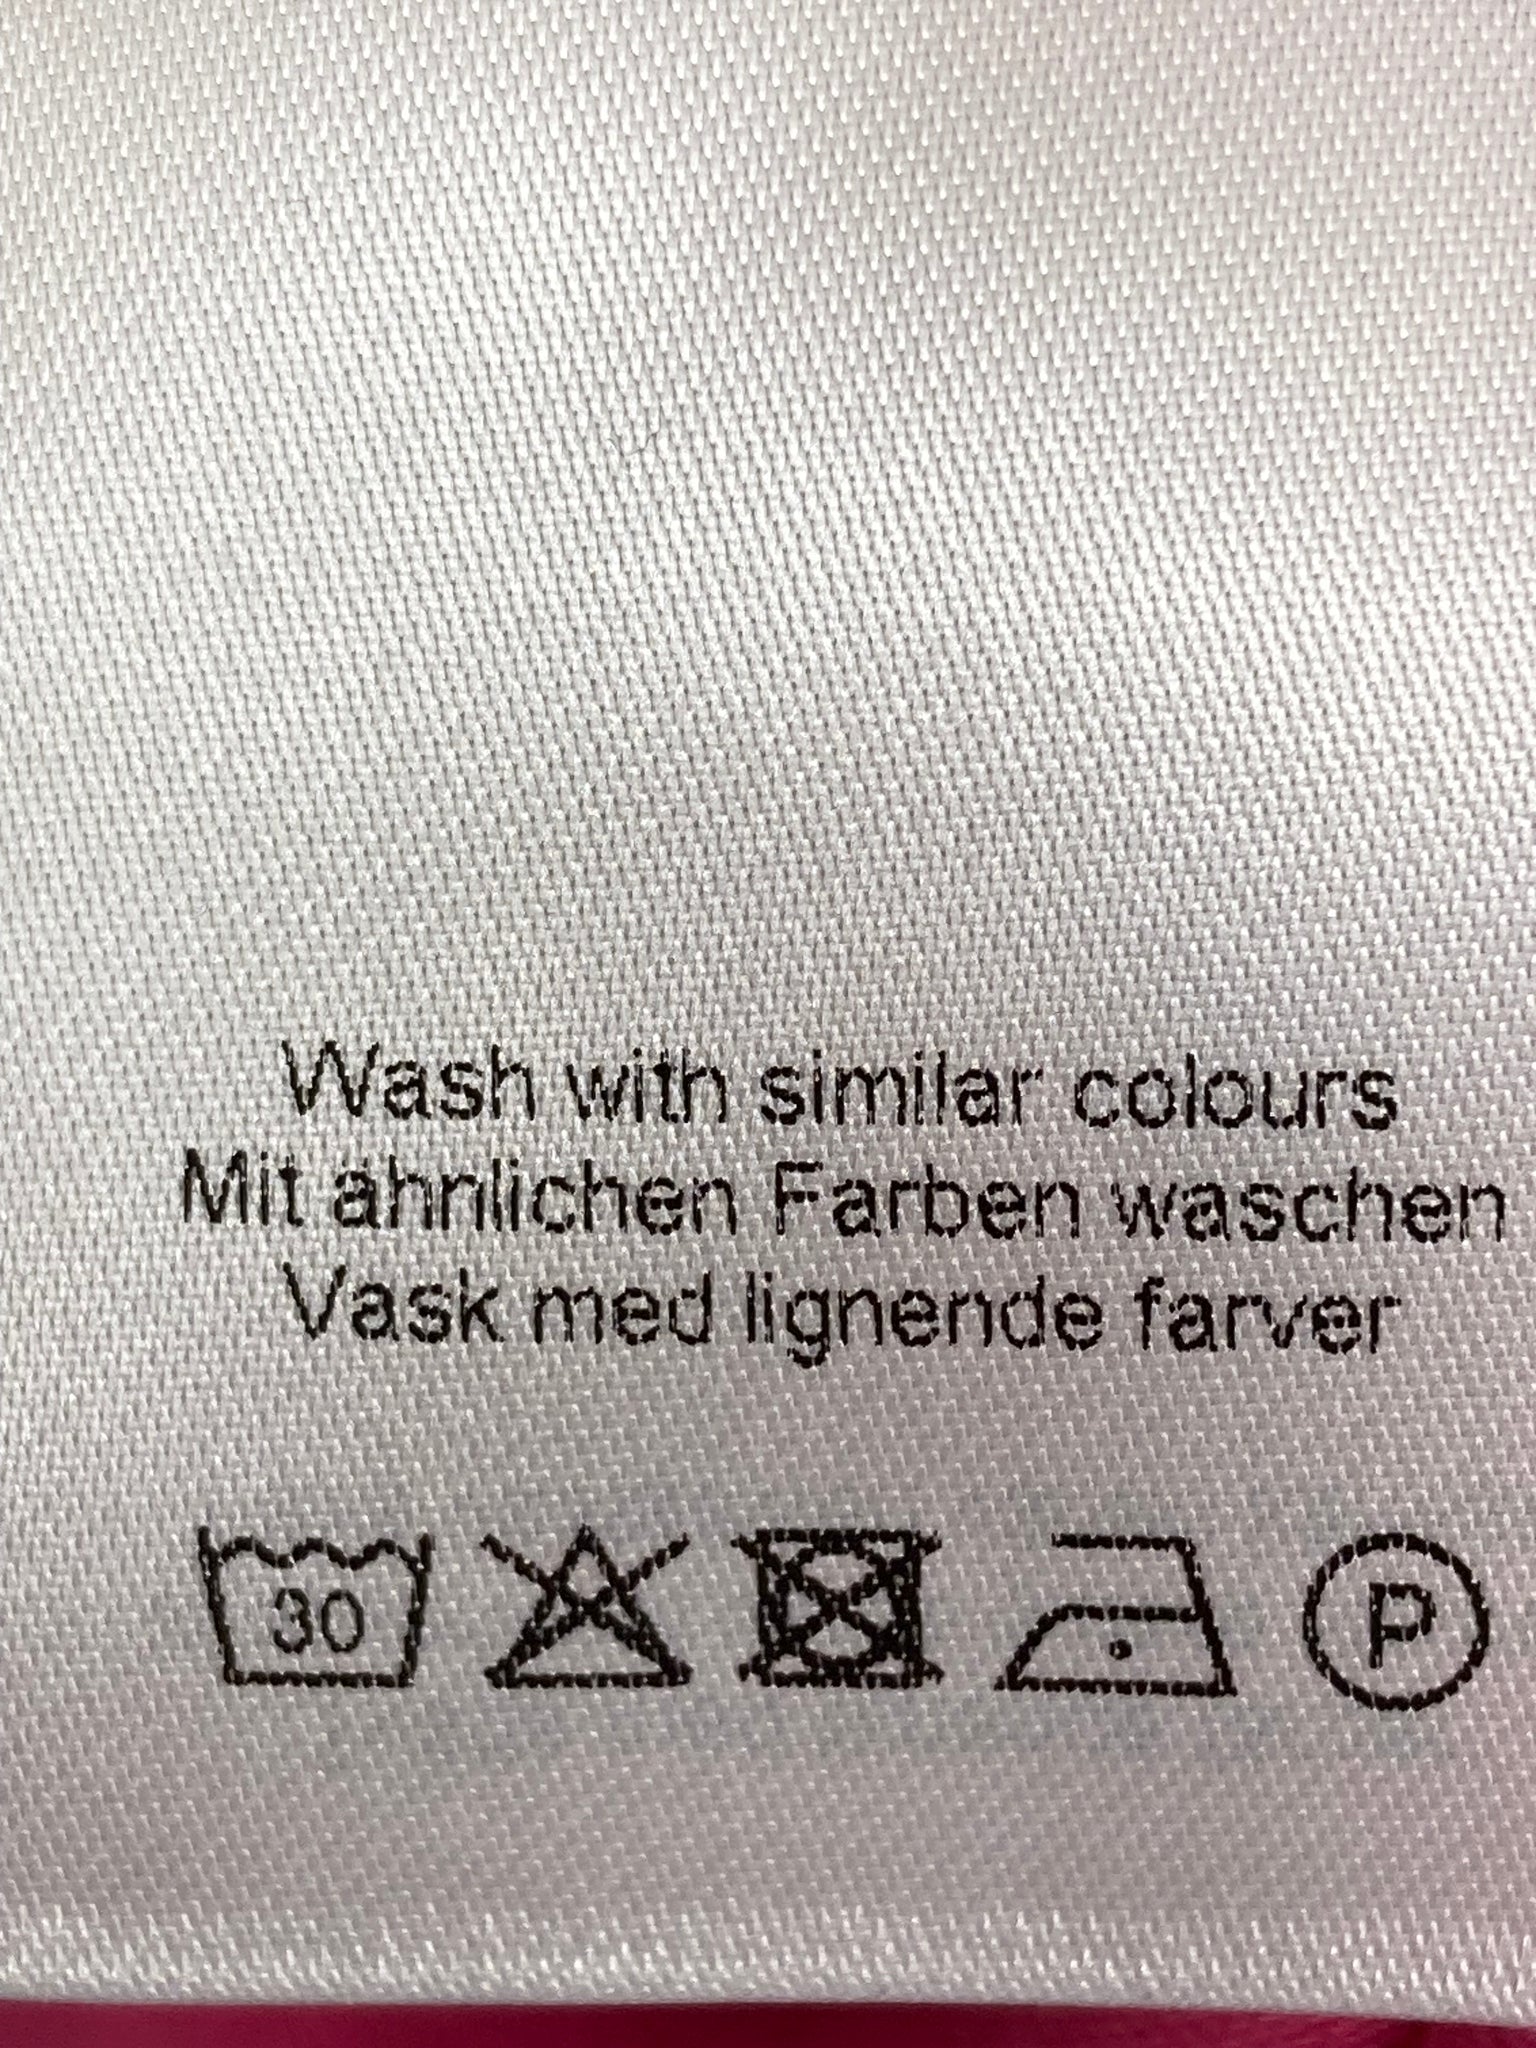 Wash with similar colours
Mit ähnlichen Farben waschen
Vask med lignende farver
30 P